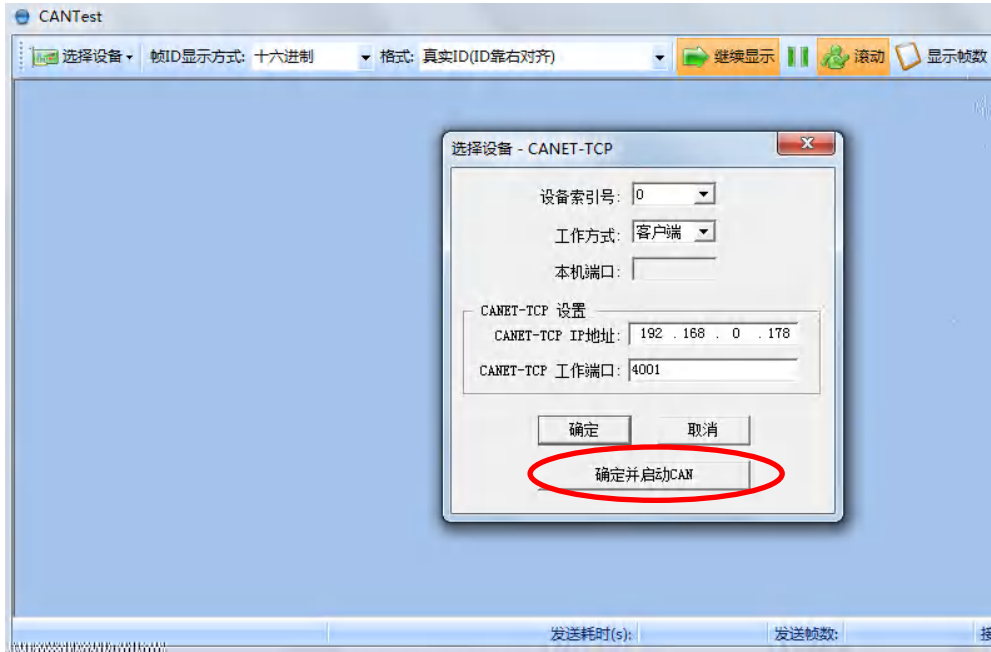 CANTest
选择设备 帧ID显示方式: 十六进制 格式: 真实ID(ID靠右对齐) 继续显示 滚动 显示帧数
选择设备 - CANET-TCP
设备索引号: 0
工作方式: 客户端
本机端口:
CANET-TCP 设置
CANET-TCP IP地址: 192 . 168 . 0 . 178
CANET-TCP 工作端口: 4001
确定 取消
确定并启动CAN
发送耗时(s): 发送帧数: